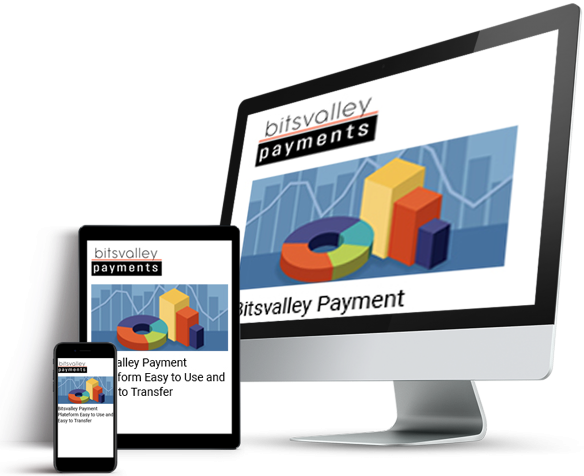 bitsvalley
payments
Bitsvalley Payment
bitsvalley
payments
alley Payment
form Easy to Use and
to Transfer
bitsvalley
payments
Bitsvalley Payment
Plateform Easy to Use and
Easy to Transfer